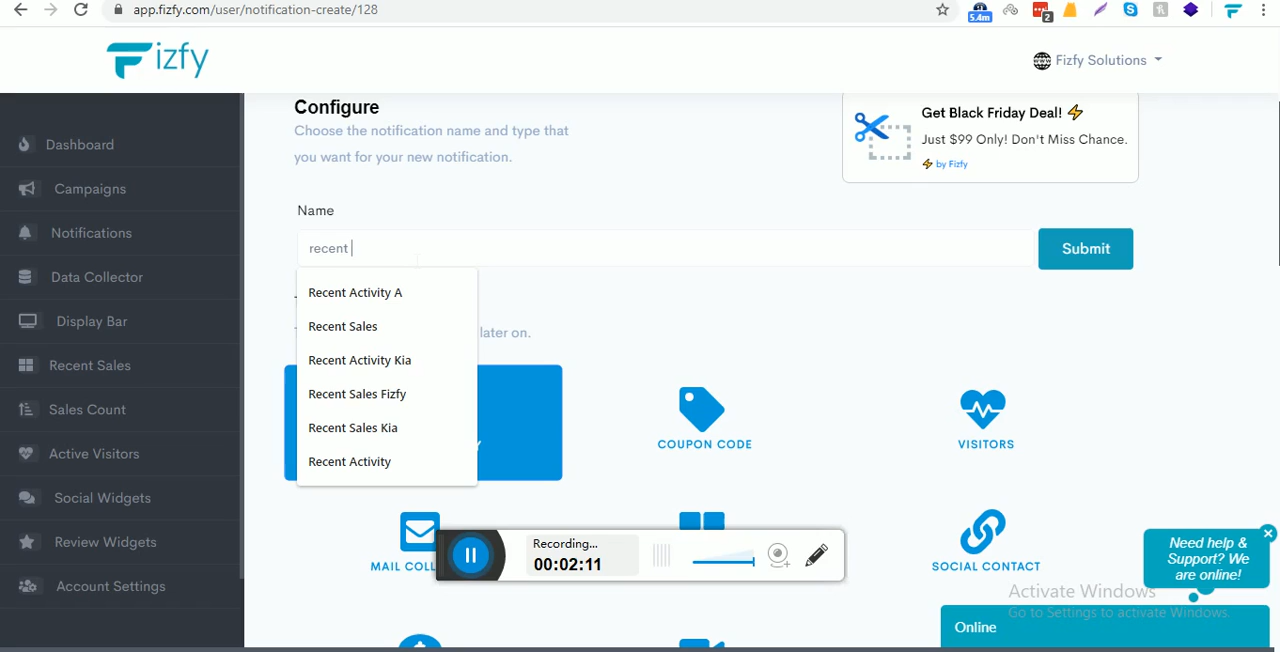 app.fizfy.com/user/notification-create/128
5.4m
2
izfy
Fizfy Solutions
Configure
Choose the notification name and type that
you want for your new notification.
Get Black Friday Deal! ⚡
Just $99 Only! Don't Miss Chance.
⚡ by Fizfy
Dashboard
Campaigns
Notifications
Data Collector
Display Bar
Recent Sales
Sales Count
Active Visitors
Social Widgets
Review Widgets
Account Settings
Name
recent
Submit
Recent Activity A
Recent Sales
Recent Activity Kia
Recent Sales Fizfy
Recent Sales Kia
Recent Activity
later on.
Y
COUPON CODE
VISITORS
MAIL COLL
SOCIAL CONTACT
Recording...
00:02:11
Need help &
Support? We
are online!
Activate Windows
Go to Settings to activate Windows.
Online